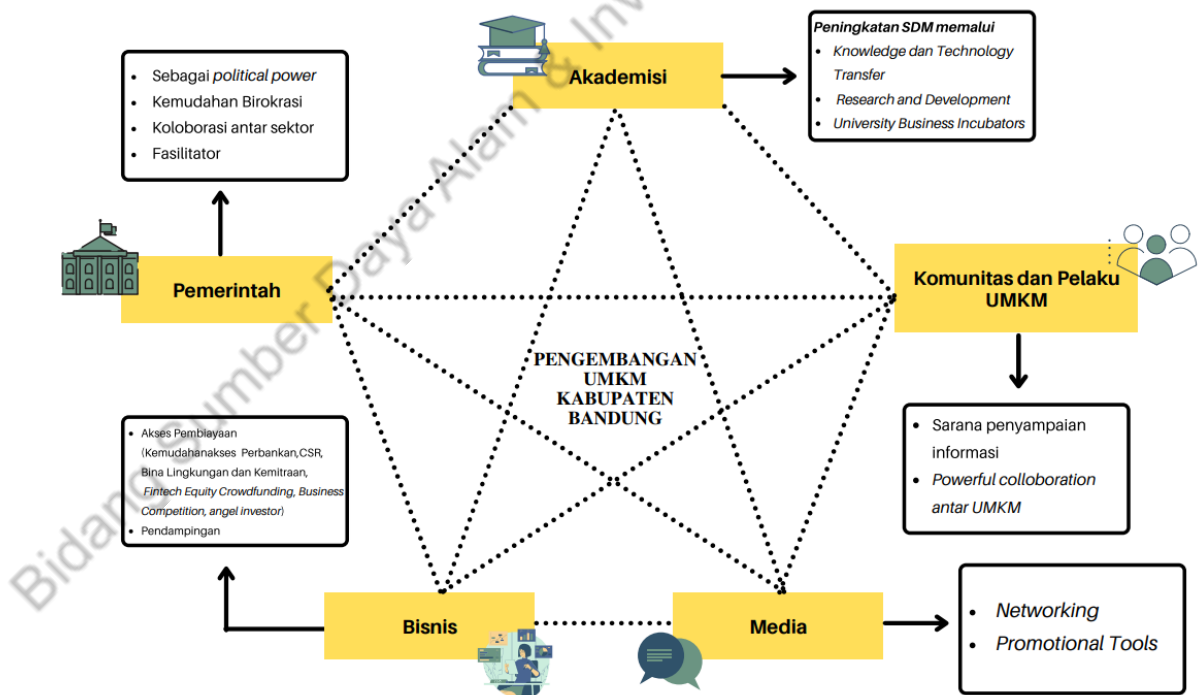 Akademisi
Peningkatan SDM memalui
• Knowledge dan Technology
Transfer
• Research and Development
• University Business Incubators
• Sebagai political power
• Kemudahan Birokrasi
• Koloborasi antar sektor
• Fasilitator
Pemerintah
Komunitas dan Pelaku
UMKM
PENGEMBANGAN
UMKM
KABUPATEN
BANDUNG
• Akses Pemblayaan
(Kemudahanakses Perbankan,CSR,
Bina Lingkungan dan Kemitraan,
Fintech Equity Crowdfunding, Business
Competition, angel investor)
• Pendampingan
• Sarana penyampaian
informasi
• Powerful colloboration
antar UMKM
Bisnis
Media
• Networking
• Promotional Tools
Bidang Sumber Daya Alam &